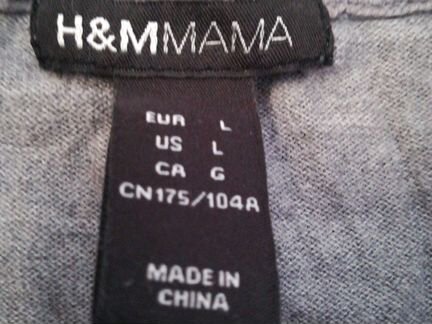 H&MMAMA
EUR L
US L
CA G
CN175/104A
MADE IN
CHINA